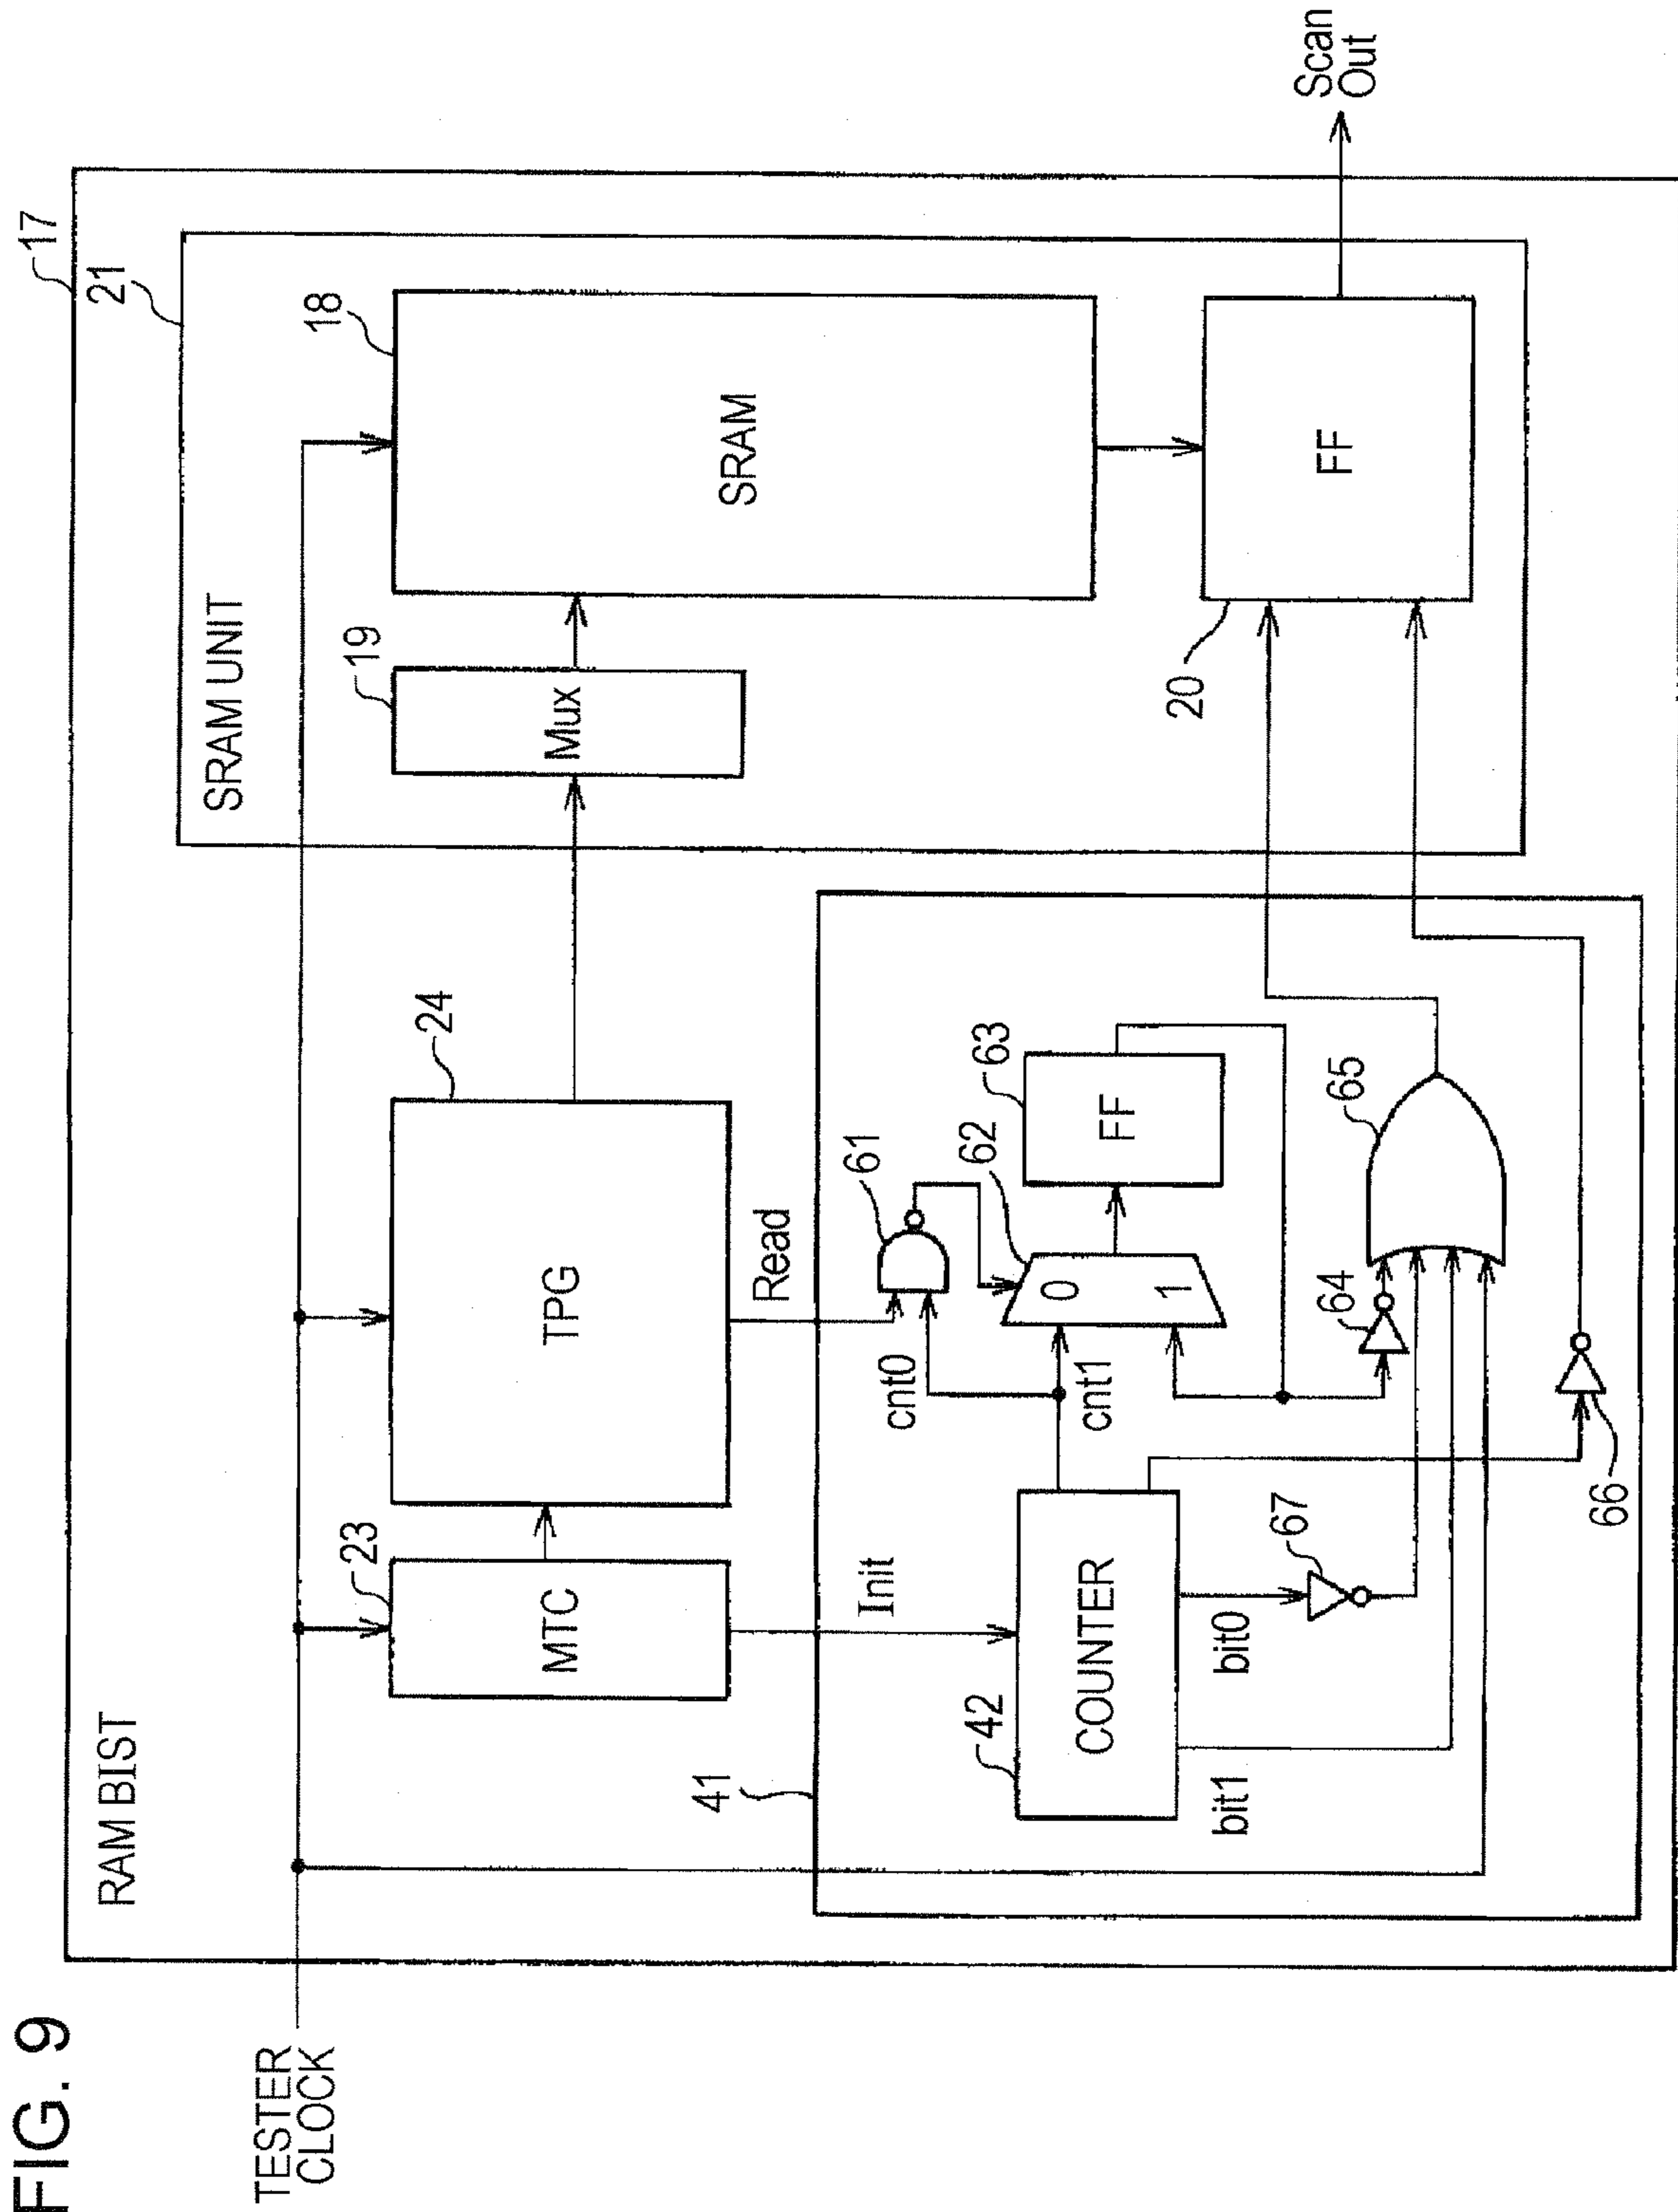 FIG. 9
RAM BIST
17
21
SRAM UNIT
TESTER
CLOCK
23
MTC
24
TPG
19
Mux
18
SRAM
Init
Read
41
42
COUNTER
cnt0
cnt1
61
62
0
1
63
FF
20
FF
Scan
Out
bit1
bit0
67
64
65
66